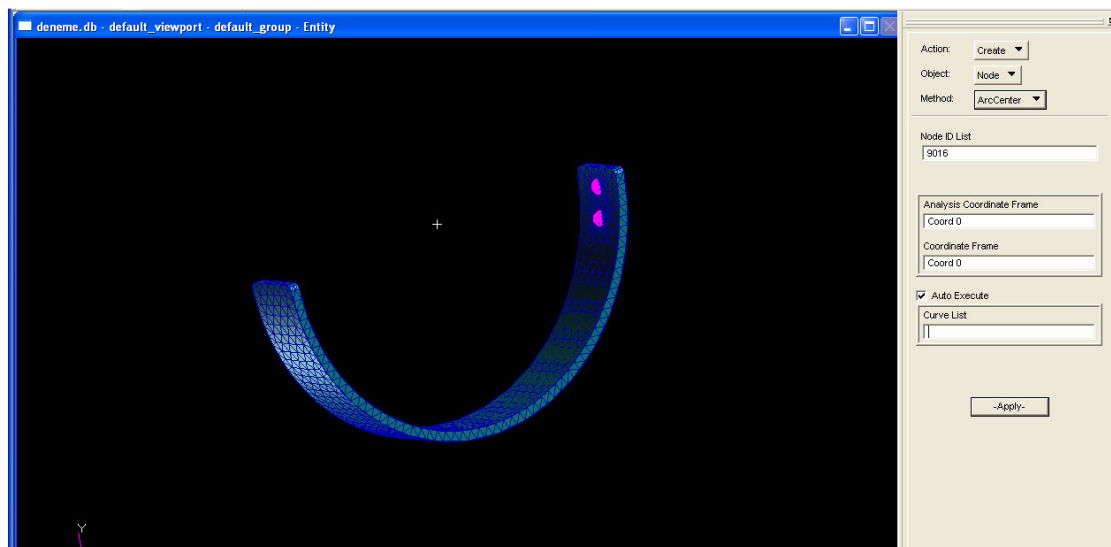 deneme.db - default_viewport - default_group - Entity
Action: Create
Object: Node
Method: ArcCenter
Node ID List
9016
Analysis Coordinate Frame
Coord 0
Coordinate Frame
Coord 0
Auto Execute
Curve List
-Apply-
Y